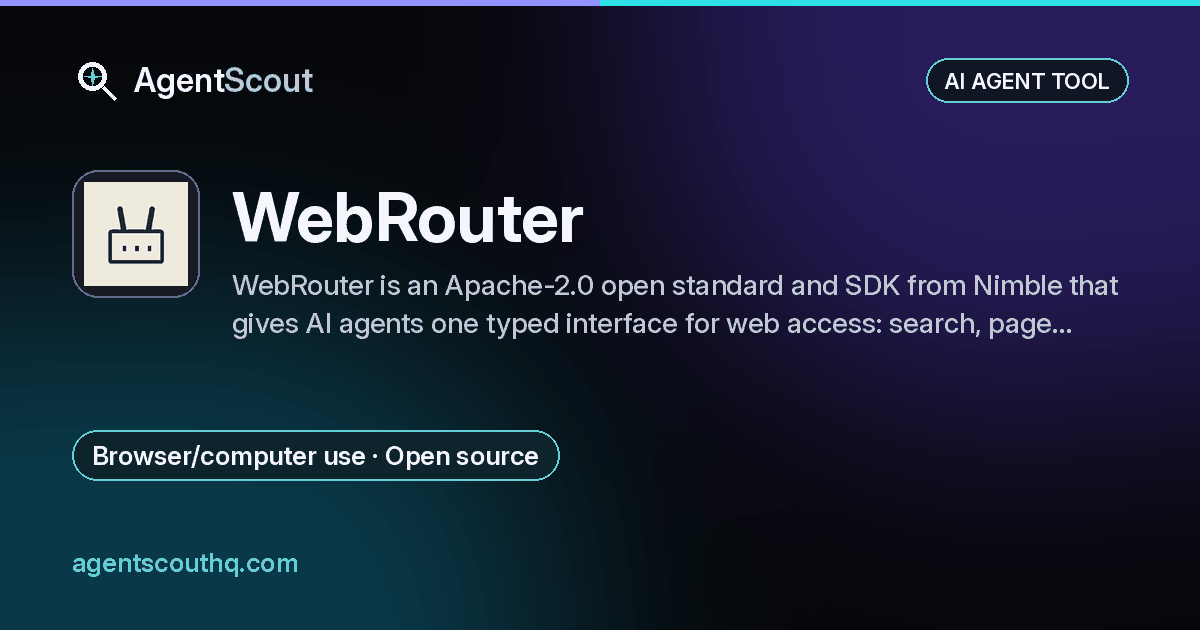 AgentScout
AI AGENT TOOL
WebRouter
WebRouter is an Apache-2.0 open standard and SDK from Nimble that
gives AI agents one typed interface for web access: search, page...
Browser/computer use · Open source
agentscouthq.com